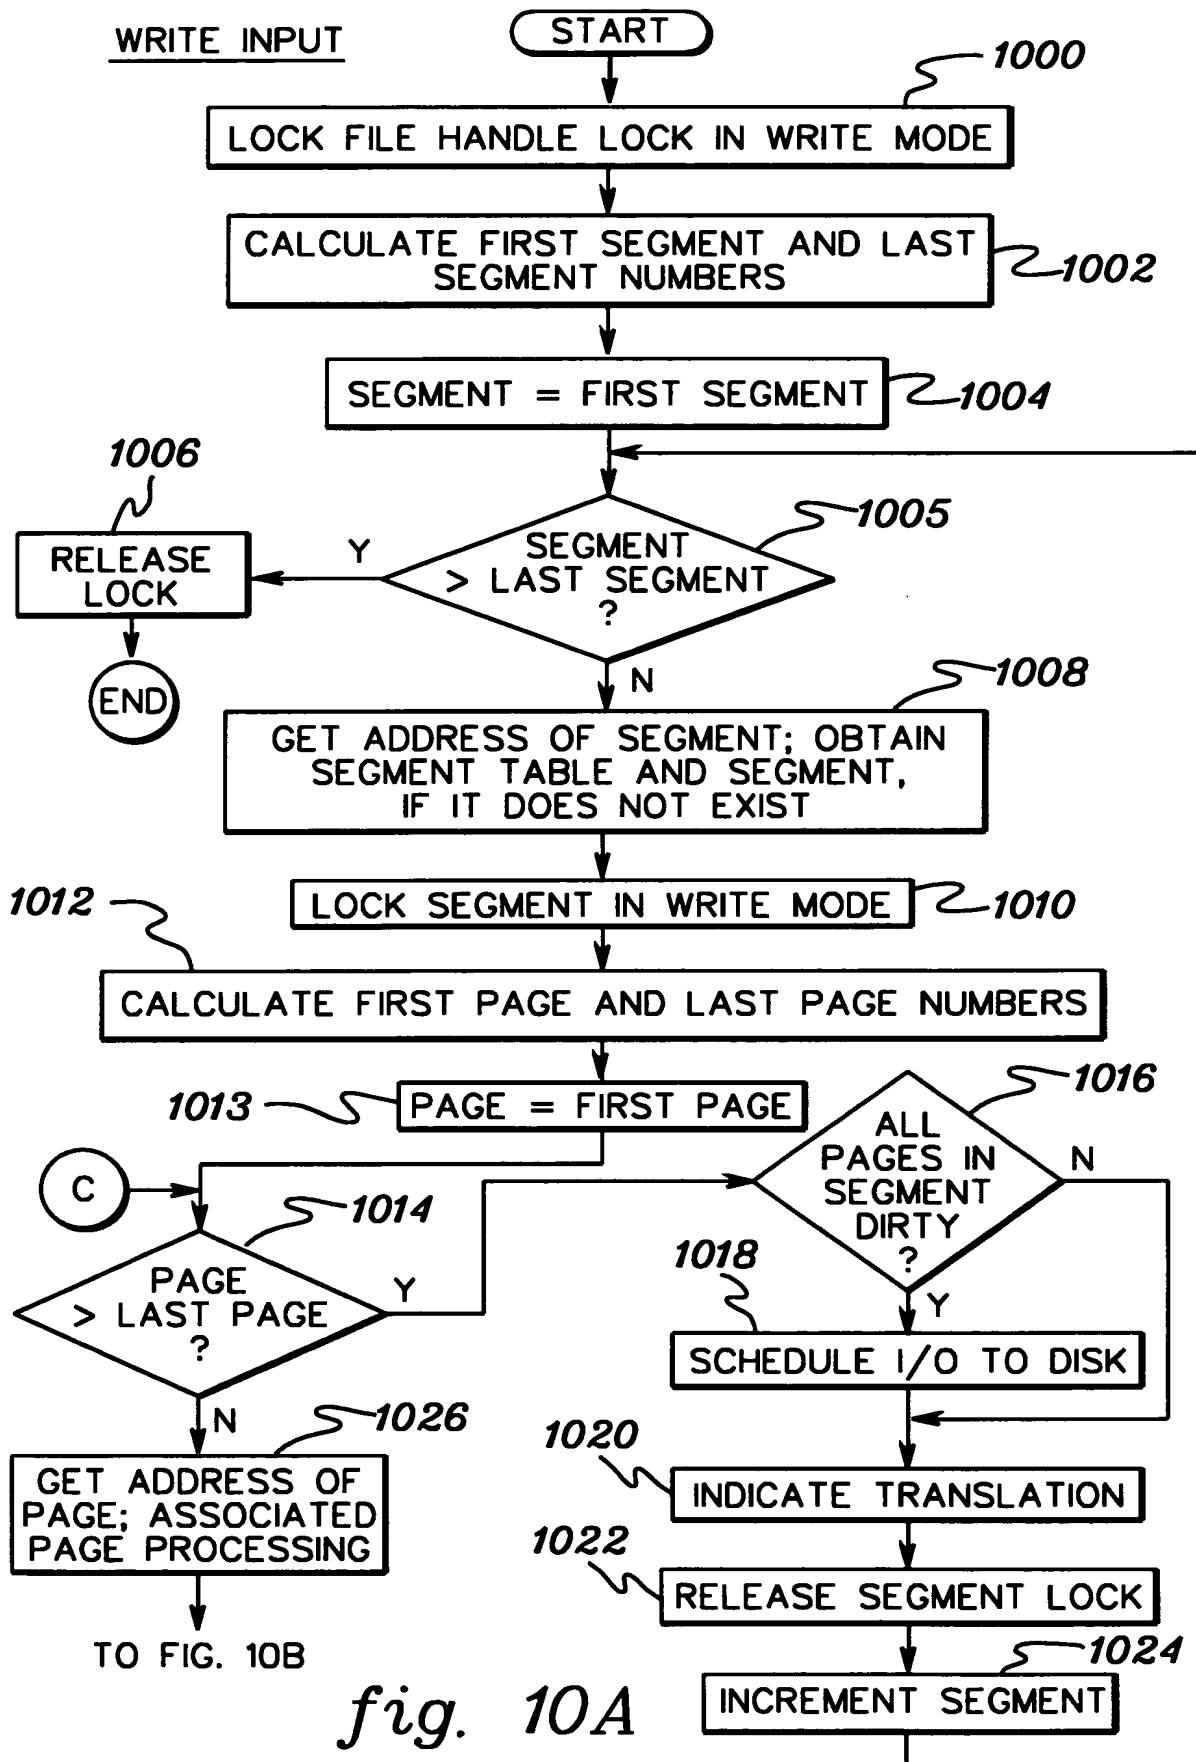 WRITE INPUT
START
1000
LOCK FILE HANDLE LOCK IN WRITE MODE
CALCULATE FIRST SEGMENT AND LAST
SEGMENT NUMBERS
1002
SEGMENT = FIRST SEGMENT
1004
1006
RELEASE
LOCK
END
Y
1005
SEGMENT
> LAST SEGMENT
?
N
1008
GET ADDRESS OF SEGMENT; OBTAIN
SEGMENT TABLE AND SEGMENT,
IF IT DOES NOT EXIST
LOCK SEGMENT IN WRITE MODE
1010
1012
CALCULATE FIRST PAGE AND LAST PAGE NUMBERS
1013
PAGE = FIRST PAGE
C
1014
PAGE
> LAST PAGE
?
Y
N
1016
ALL
PAGES IN
SEGMENT
DIRTY
?
N
Y
1018
SCHEDULE I/O TO DISK
1026
GET ADDRESS OF
PAGE; ASSOCIATED
PAGE PROCESSING
TO FIG. 10B
1020
INDICATE TRANSLATION
1022
RELEASE SEGMENT LOCK
1024
INCREMENT SEGMENT
fig. 10A